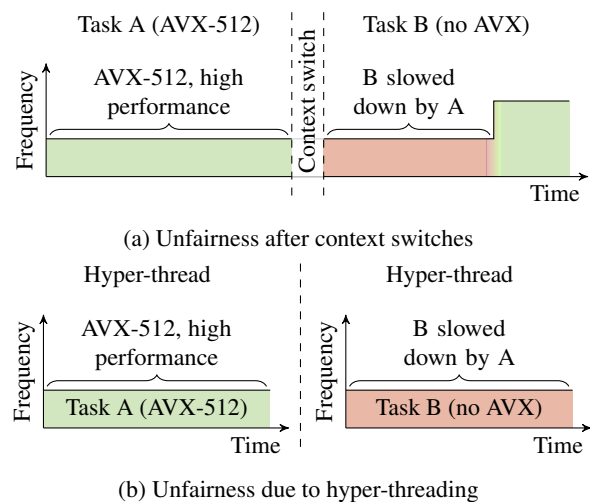 Task A (AVX-512)
Task B (no AVX)
Frequency
AVX-512, high
performance
Context switch
B slowed
down by A
Time
(a) Unfairness after context switches
Hyper-thread
Hyper-thread
Frequency
AVX-512, high
performance
Task A (AVX-512)
Time
Frequency
B slowed
down by A
Task B (no AVX)
Time
(b) Unfairness due to hyper-threading